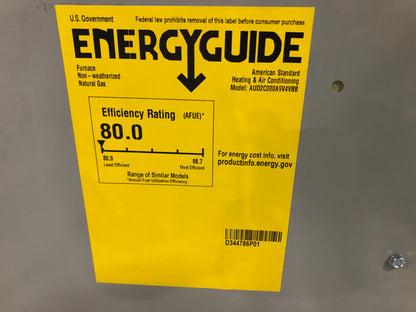 U.S. Government
Federal law prohibits removal of this label before consumer purchase.
ENERGYGUIDE
Furnace
Non-weatherized
Natural Gas
American Standard
Heating & Air Conditioning
Model: AUD2C080A9V4VBB
Efficiency Rating (AFUE)*
80.0
80.0
98.7
Least Efficient
Most Efficient
Range of Similar Models
*Annual Fuel Utilization Efficiency
For energy cost info, visit
productinfo.energy.gov
D344786P01